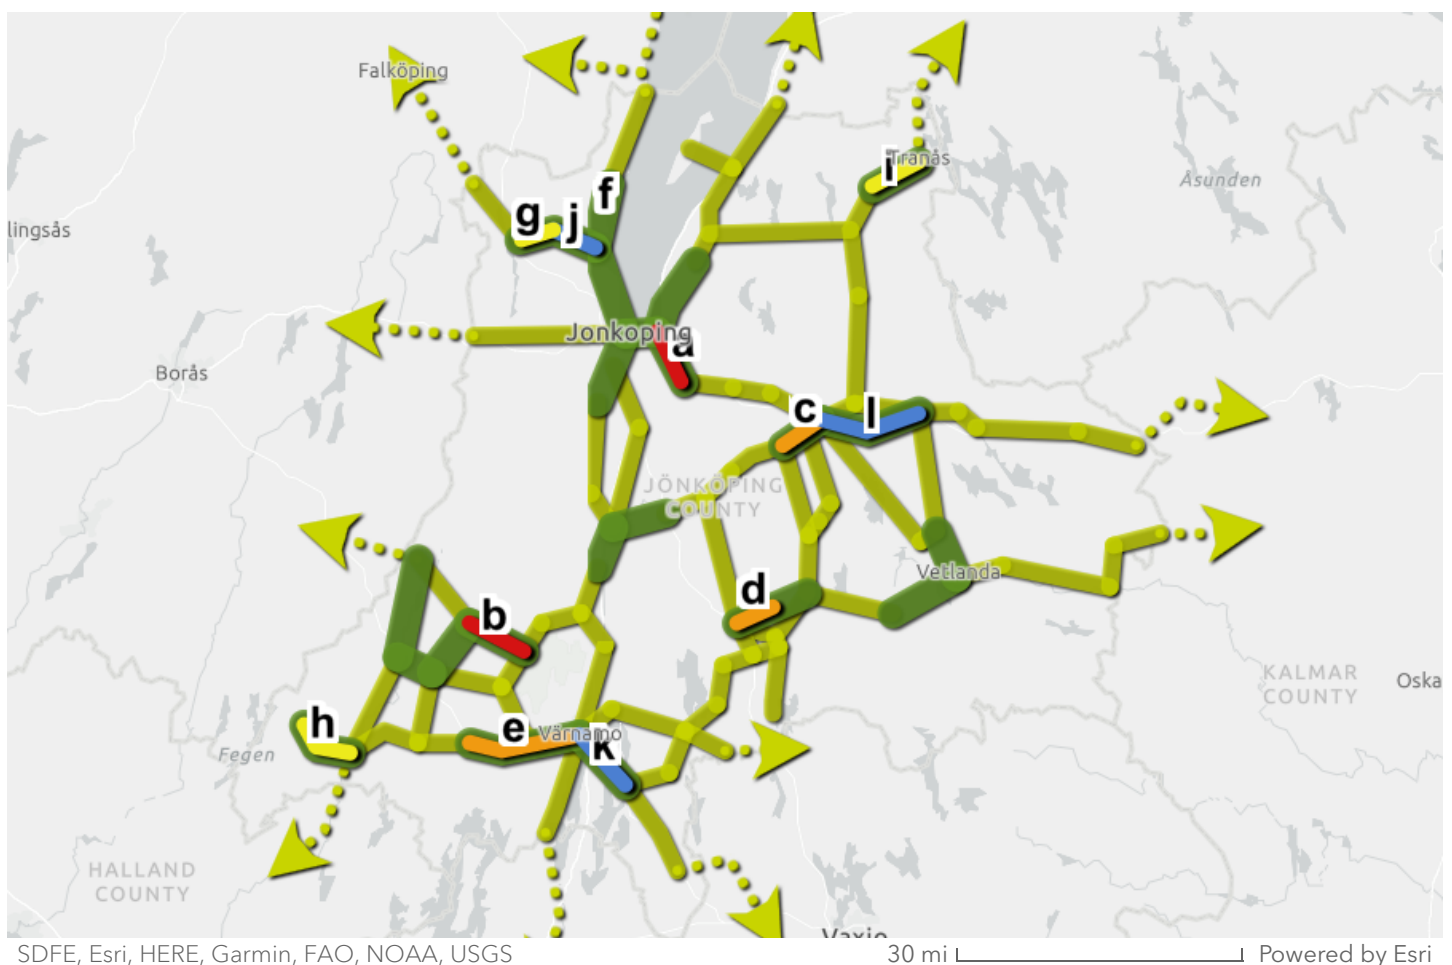 Falköping
Tranås
i
Åsunden
f
g
j
lingsås
Jonkoping
a
Borås
c
l
JÖNKÖPING
COUNTY
Vetlanda
d
b
KALMAR
COUNTY
Oska
h
e
Värnamo
k
Fegen
HALLAND
COUNTY
Vaxjo
SDFE, Esri, HERE, Garmin, FAO, NOAA, USGS
30 mi
Powered by Esri